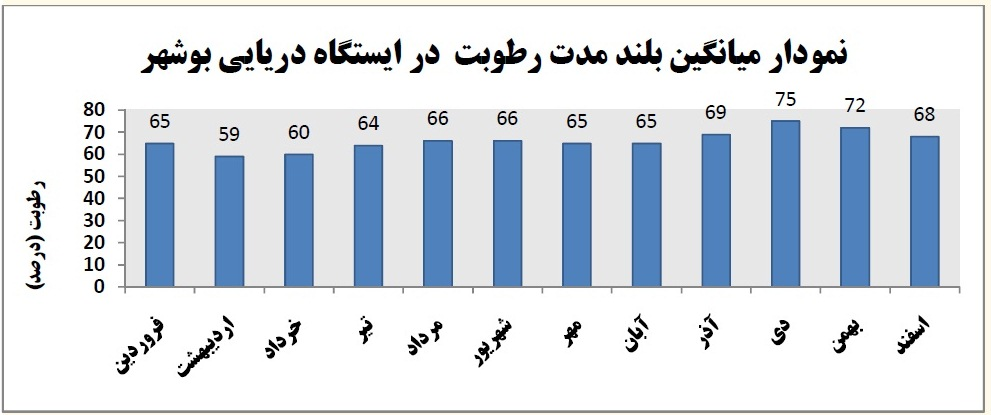 نمودار میانگین بلند مدت رطوبت در ایستگاه دریایی بوشهر
رطوبت (درصد)
80
70
60
50
40
30
20
10
0
65 59 60 64 66 66 65 65 69 75 72 68
فروردین اردیبهشت خرداد تیر مرداد شهریور مهر آبان آذر دی بهمن اسفند